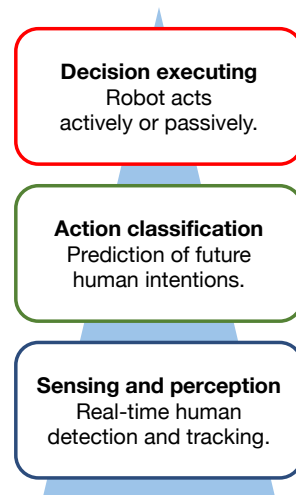 Decision executing
Robot acts
actively or passively.
Action classification
Prediction of future
human intentions.
Sensing and perception
Real-time human
detection and tracking.